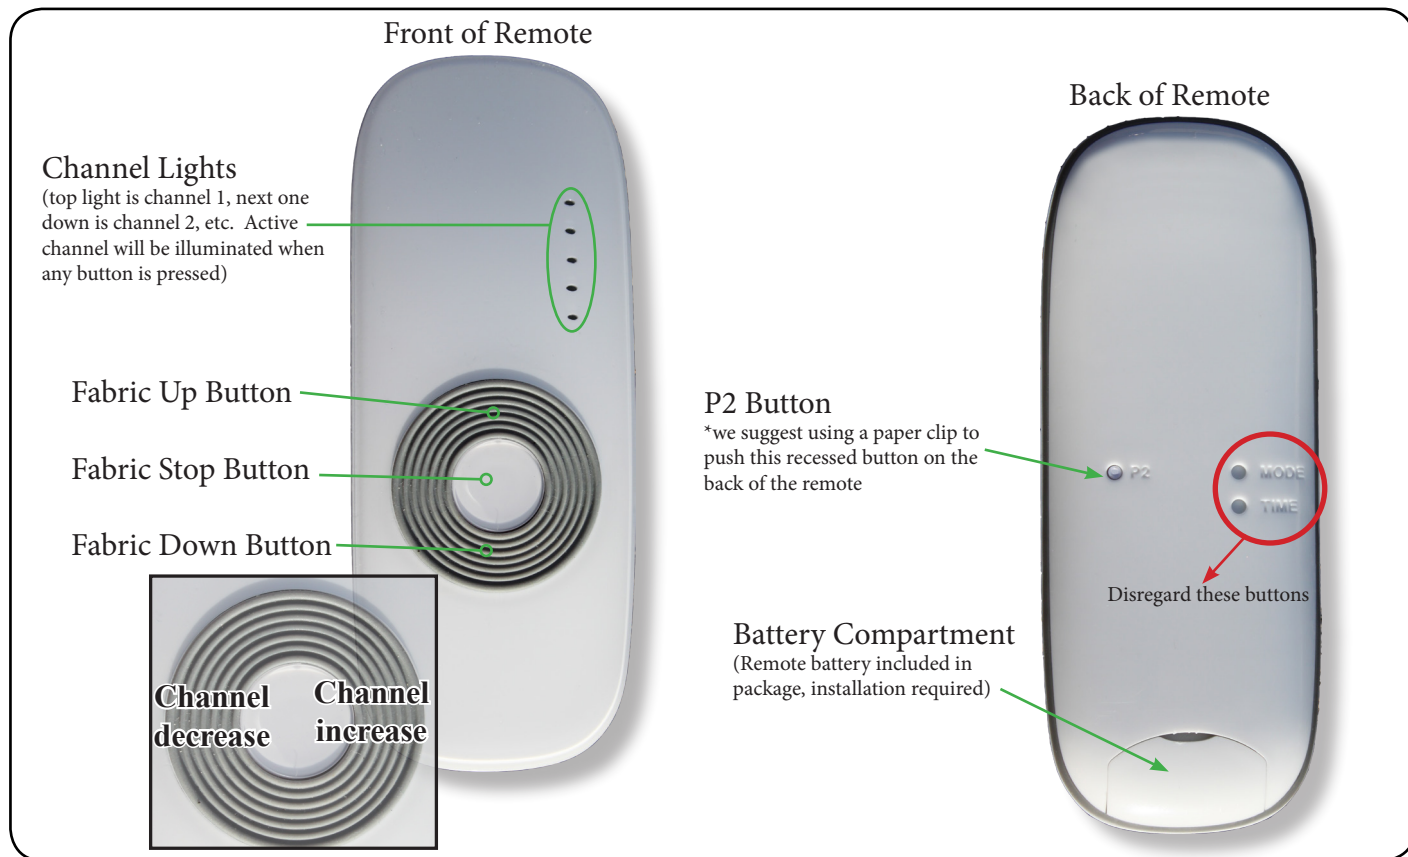 Front of Remote
Channel Lights
(top light is channel 1, next one
down is channel 2, etc.  Active
channel will be illuminated when
any button is pressed)
Fabric Up Button
Fabric Stop Button
Fabric Down Button
Channel
decrease
Channel
increase
Back of Remote
P2 Button
*we suggest using a paper clip to
push this recessed button on the
back of the remote
P2
MODE
TIME
Disregard these buttons
Battery Compartment
(Remote battery included in
package, installation required)